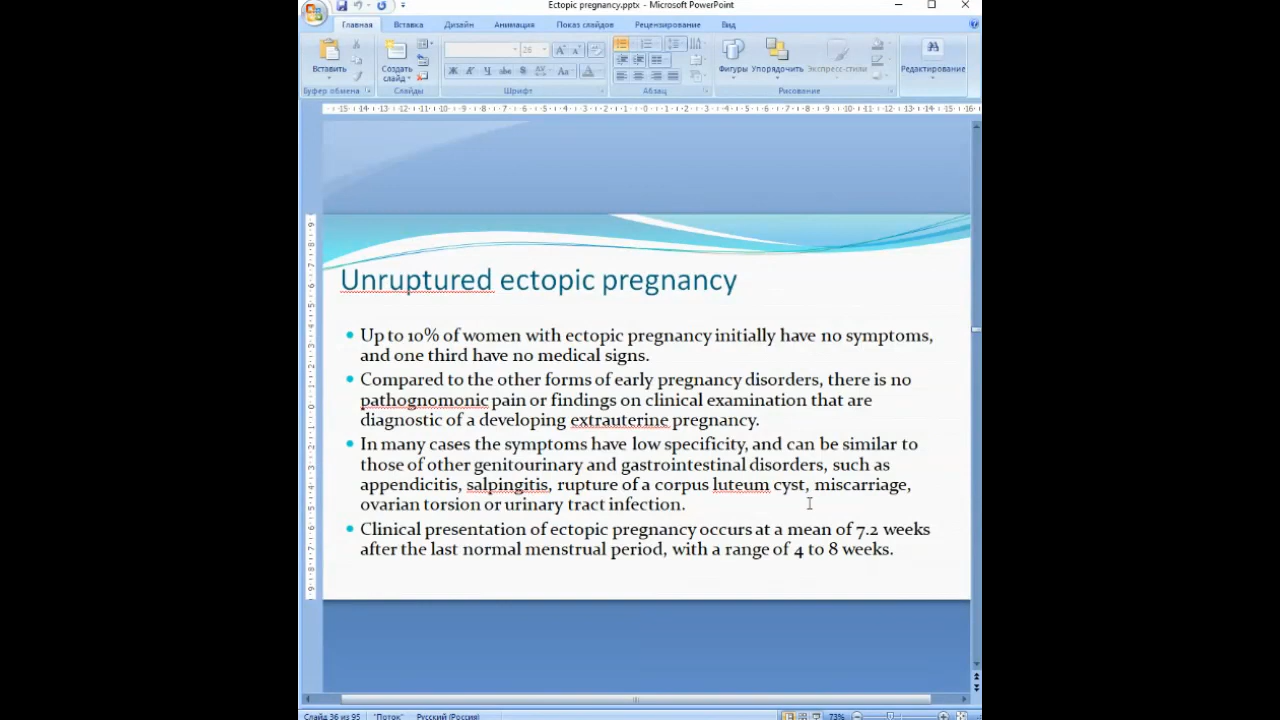 Ectopic pregnancy.pptx - Microsoft PowerPoint
Главная Вставка Дизайн Анимация Показ слайдов Рецензирование Вид
26
Вставить Создать слайд Фигуры Упорядочить Экспресс-стили Редактирование
Буфер обмена Слайды Шрифт Абзац Рисование
Unruptured ectopic pregnancy
Up to 10% of women with ectopic pregnancy initially have no symptoms,
and one third have no medical signs.
Compared to the other forms of early pregnancy disorders, there is no
pathognomonic pain or findings on clinical examination that are
diagnostic of a developing extrauterine pregnancy.
In many cases the symptoms have low specificity, and can be similar to
those of other genitourinary and gastrointestinal disorders, such as
appendicitis, salpingitis, rupture of a corpus luteum cyst, miscarriage,
ovarian torsion or urinary tract infection.
Clinical presentation of ectopic pregnancy occurs at a mean of 7.2 weeks
after the last normal menstrual period, with a range of 4 to 8 weeks.
Слайд 36 из 95 "Поток" Русский (Россия) 73%